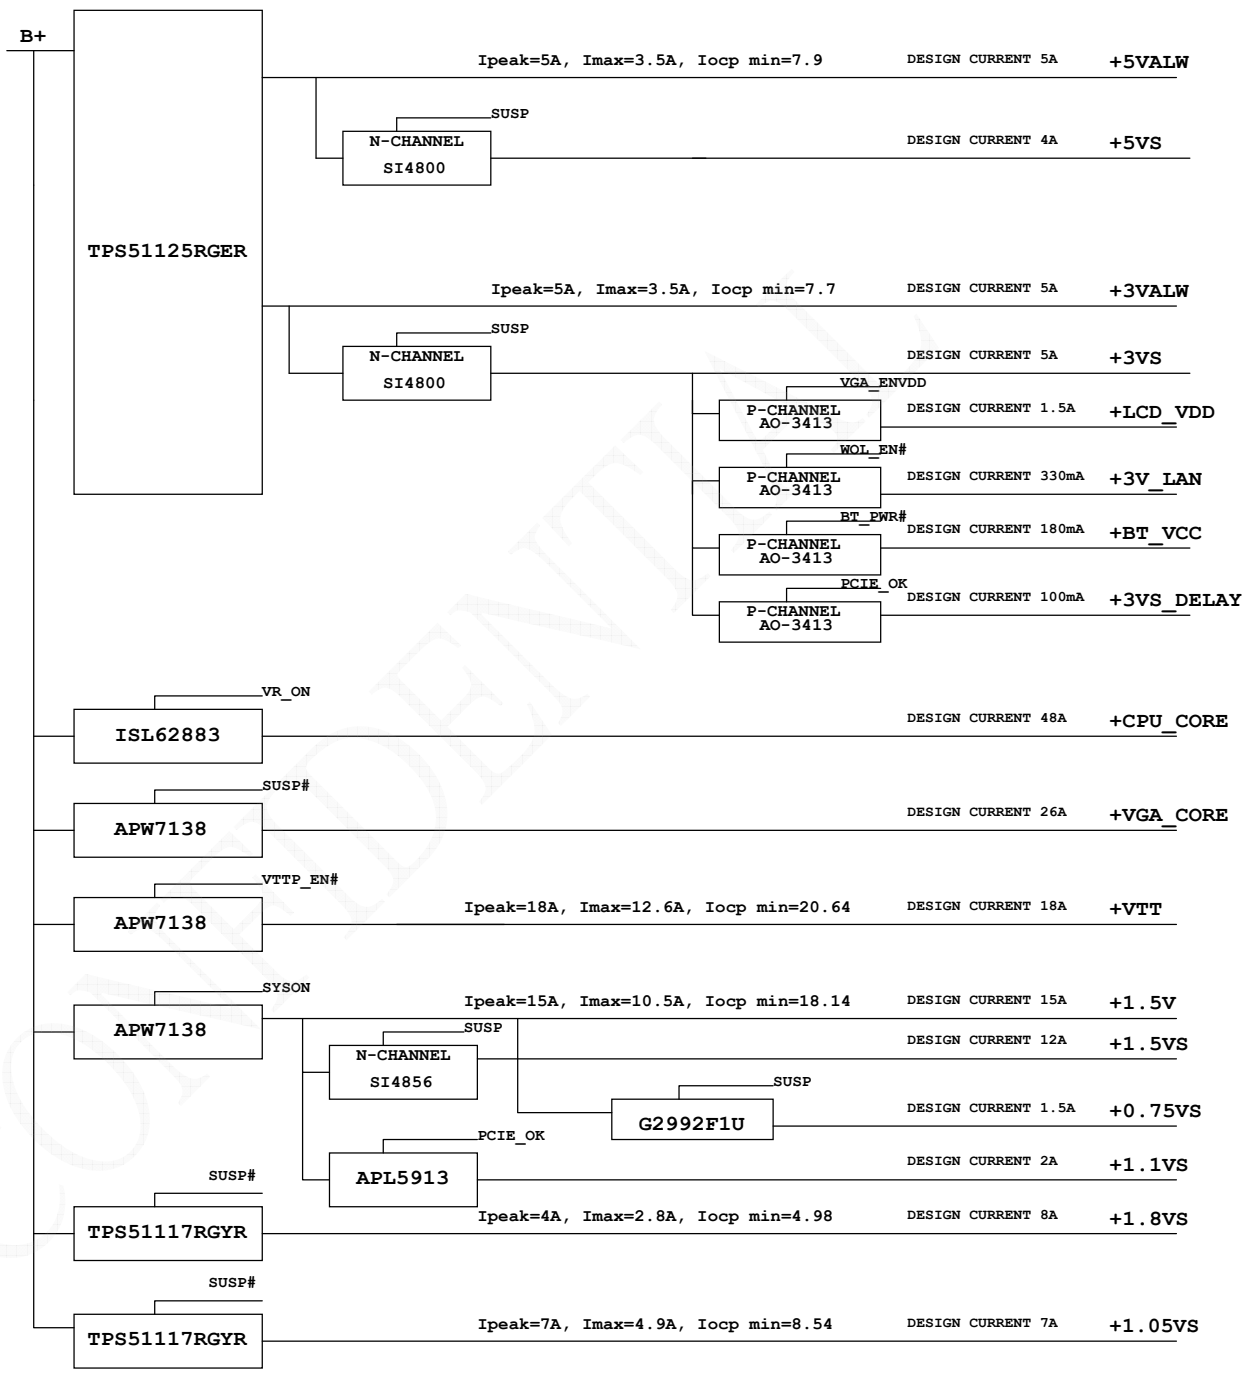 B+
Ipeak=5A, Imax=3.5A, Iocp min=7.9 DESIGN CURRENT 5A +5VALW
SUSP
N-CHANNEL
SI4800
DESIGN CURRENT 4A +5VS
TPS51125RGER
Ipeak=5A, Imax=3.5A, Iocp min=7.7 DESIGN CURRENT 5A +3VALW
SUSP
N-CHANNEL
SI4800
DESIGN CURRENT 5A +3VS
VGA_ENVDD
P-CHANNEL
AO-3413
DESIGN CURRENT 1.5A +LCD_VDD
WOL_EN#
P-CHANNEL
AO-3413
DESIGN CURRENT 330mA +3V_LAN
BT_PWR#
P-CHANNEL
AO-3413
DESIGN CURRENT 180mA +BT_VCC
PCIE_OK
P-CHANNEL
AO-3413
DESIGN CURRENT 100mA +3VS_DELAY
VR_ON
ISL62883
DESIGN CURRENT 48A +CPU_CORE
SUSP#
APW7138
DESIGN CURRENT 26A +VGA_CORE
VTTP_EN#
APW7138
Ipeak=18A, Imax=12.6A, Iocp min=20.64 DESIGN CURRENT 18A +VTT
SYSON
APW7138
Ipeak=15A, Imax=10.5A, Iocp min=18.14 DESIGN CURRENT 15A +1.5V
SUSP
N-CHANNEL
SI4856
DESIGN CURRENT 12A +1.5VS
SUSP
G2992F1U
DESIGN CURRENT 1.5A +0.75VS
PCIE_OK
APL5913
DESIGN CURRENT 2A +1.1VS
SUSP#
TPS51117RGYR
Ipeak=4A, Imax=2.8A, Iocp min=4.98 DESIGN CURRENT 8A +1.8VS
SUSP#
TPS51117RGYR
Ipeak=7A, Imax=4.9A, Iocp min=8.54 DESIGN CURRENT 7A +1.05VS
CONFIDENTIAL